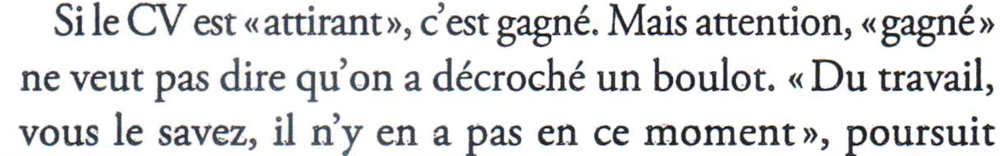 Si le CV est «attirant», c’est gagné. Mais attention, «gagné»
ne veut pas dire qu’on a décroché un boulot. «Du travail,
vous le savez, il n’y en a pas en ce moment», poursuit